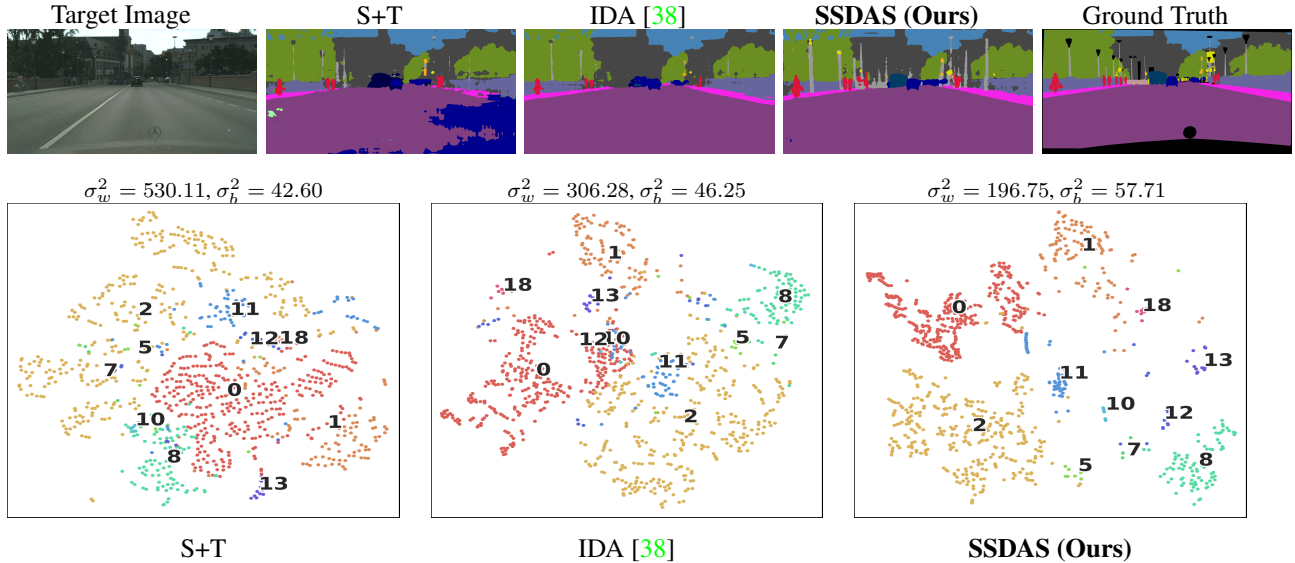 Target Image S+T IDA [38] SSDAS (Ours) Ground Truth
σ²_w = 530.11, σ²_b = 42.60 σ²_w = 306.28, σ²_b = 46.25 σ²_w = 196.75, σ²_b = 57.71
2 11 12 18 5 7 0 10 1 8 13
1 18 13 8 12 10 5 7 11 0 2
1 0 18 13 11 10 12 2 7 5 8
S+T IDA [38] SSDAS (Ours)